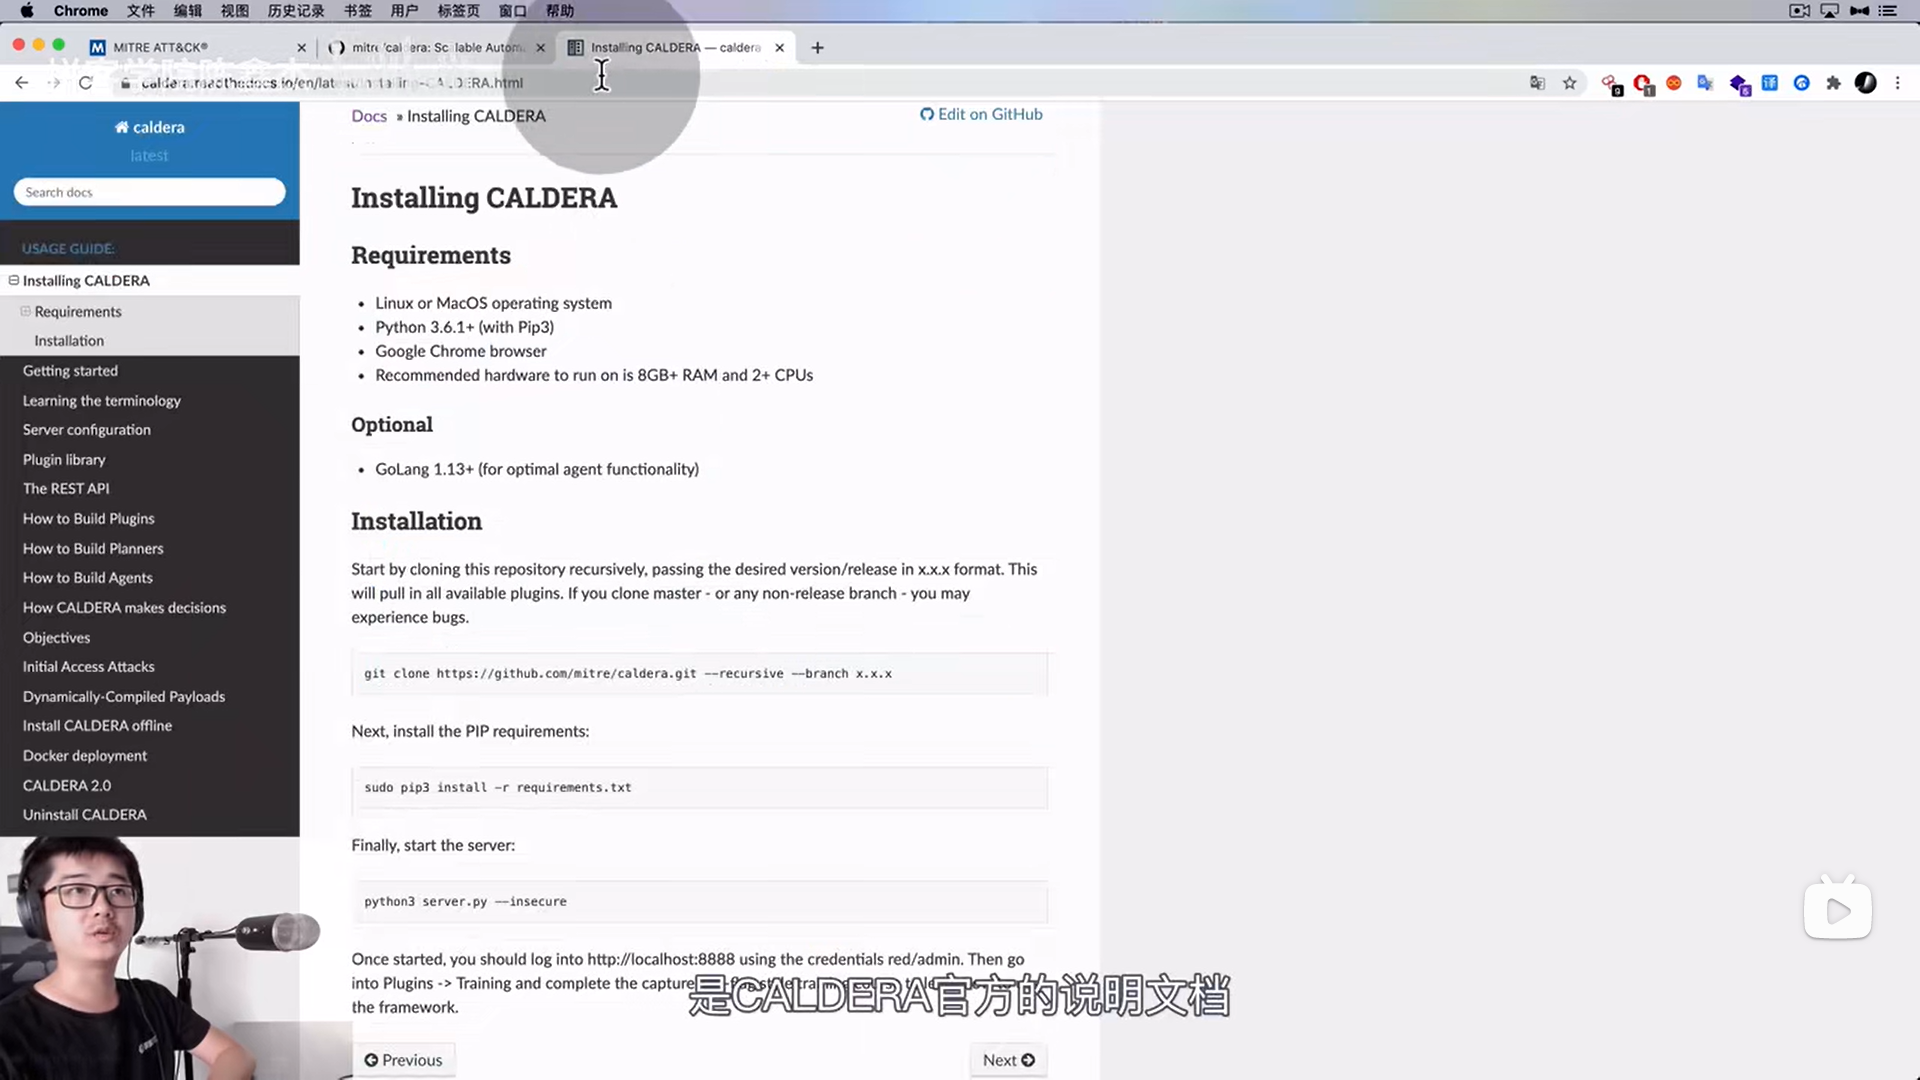 Chrome 文件 编辑 视图 历史记录 书签 用户 标签页 窗口 帮助
MITRE ATT&CK®
mitre/caldera: Scalable Autom
Installing CALDERA — caldera
caldera.readthedocs.io/en/latest/Installing-CALDERA.html
caldera
latest
Search docs
USAGE GUIDE:
Installing CALDERA
Requirements
Installation
Getting started
Learning the terminology
Server configuration
Plugin library
The REST API
How to Build Plugins
How to Build Planners
How to Build Agents
How CALDERA makes decisions
Objectives
Initial Access Attacks
Dynamically-Compiled Payloads
Install CALDERA offline
Docker deployment
CALDERA 2.0
Uninstall CALDERA
Docs » Installing CALDERA
Edit on GitHub
Installing CALDERA
Requirements
• Linux or MacOS operating system
• Python 3.6.1+ (with Pip3)
• Google Chrome browser
• Recommended hardware to run on is 8GB+ RAM and 2+ CPUs
Optional
• GoLang 1.13+ (for optimal agent functionality)
Installation
Start by cloning this repository recursively, passing the desired version/release in x.x.x format. This
will pull in all available plugins. If you clone master - or any non-release branch - you may
experience bugs.
git clone https://github.com/mitre/caldera.git --recursive --branch x.x.x
Next, install the PIP requirements:
sudo pip3 install -r requirements.txt
Finally, start the server:
python3 server.py --insecure
Once started, you should log into http://localhost:8888 using the credentials red/admin. Then go
into Plugins -> Training and complete the capture
the framework.
是CALDERA官方的说明文档
Previous
Next